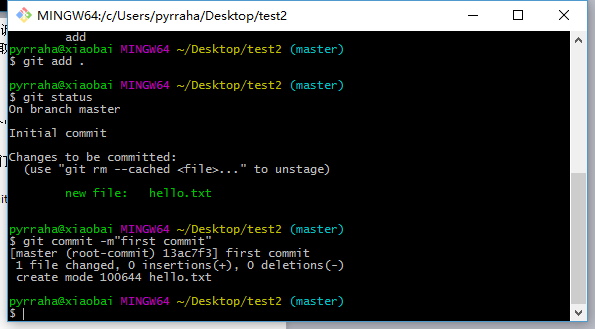 MINGW64:/c/Users/pyrraha/Desktop/test2
add
pyrraha@xiaobai MINGW64 ~/Desktop/test2 (master)
$ git add .
pyrraha@xiaobai MINGW64 ~/Desktop/test2 (master)
$ git status
On branch master
Initial commit
Changes to be committed:
(use "git rm --cached <file>..." to unstage)
new file:   hello.txt
pyrraha@xiaobai MINGW64 ~/Desktop/test2 (master)
$ git commit -m"first commit"
[master (root-commit) 13ac7f3] first commit
1 file changed, 0 insertions(+), 0 deletions(-)
create mode 100644 hello.txt
pyrraha@xiaobai MINGW64 ~/Desktop/test2 (master)
$